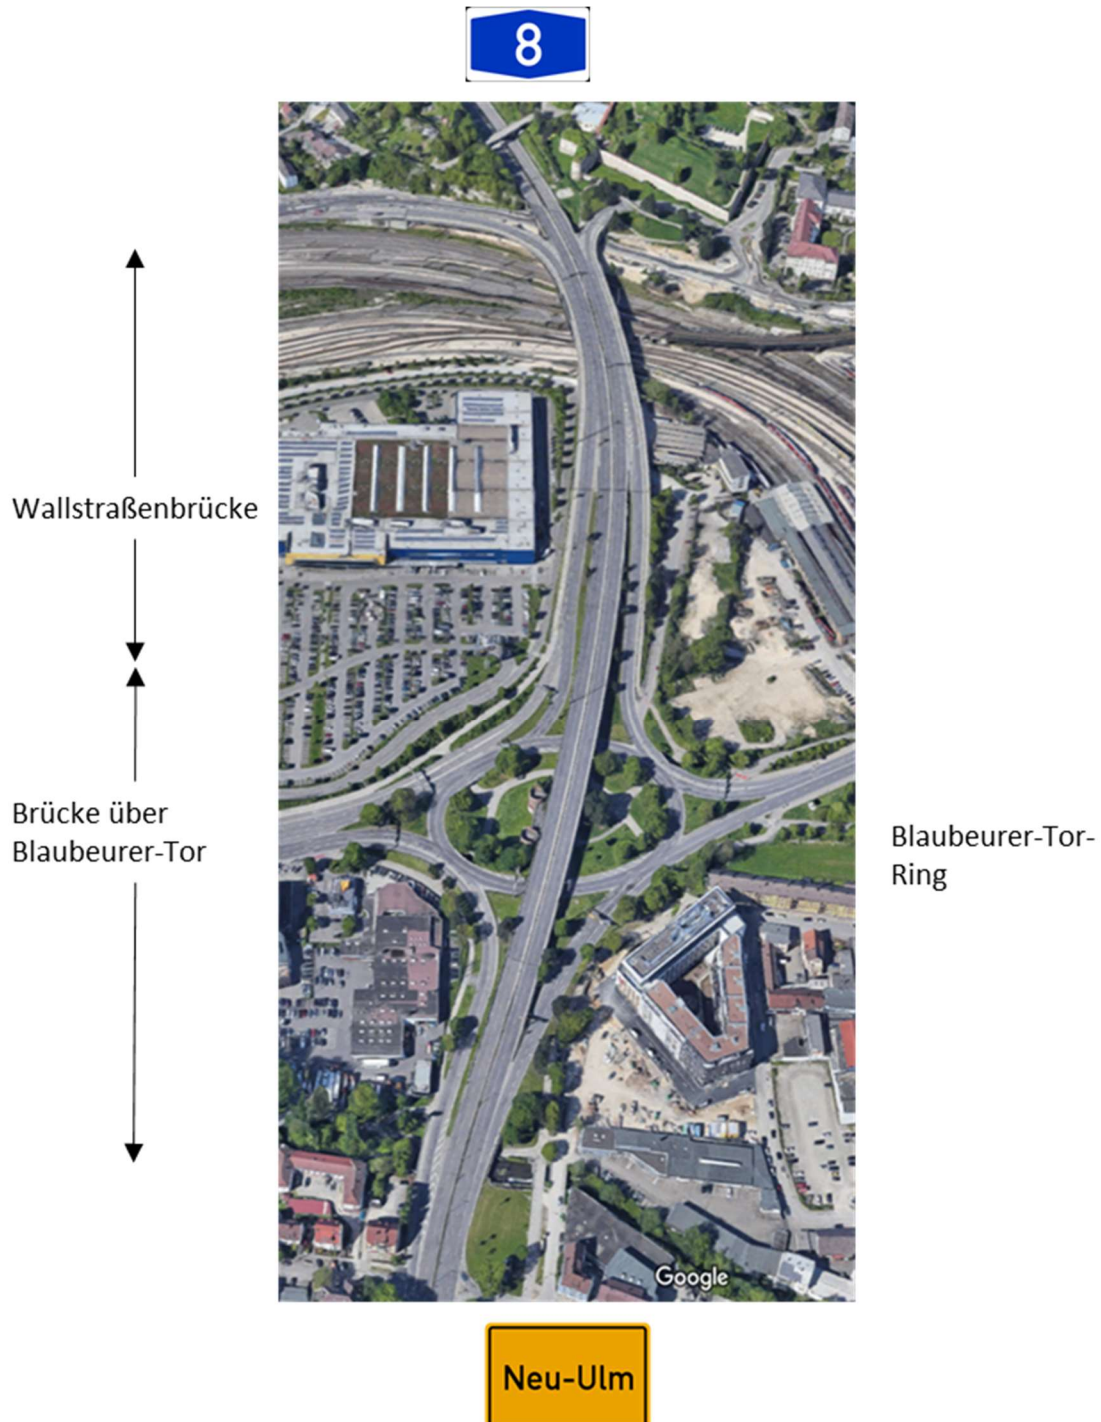 8
Wallstraßenbrücke
Brücke über
Blaubeurer-Tor
Blaubeurer-Tor-
Ring
Google
Neu-Ulm